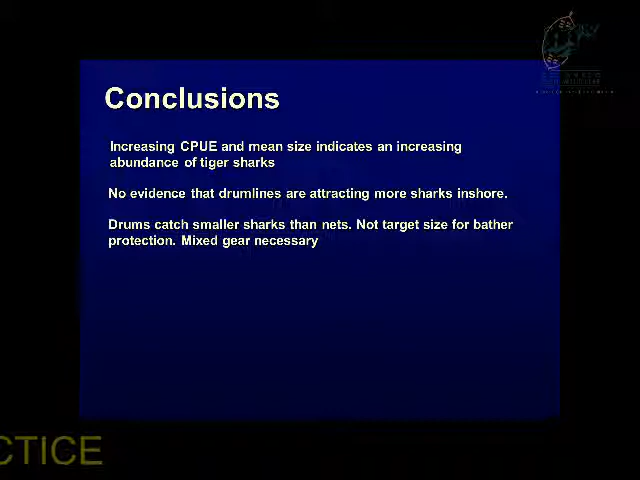 Conclusions
Increasing CPUE and mean size indicates an increasing
abundance of tiger sharks
No evidence that drumlines are attracting more sharks inshore.
Drums catch smaller sharks than nets. Not target size for bather
protection. Mixed gear necessary
CTICE